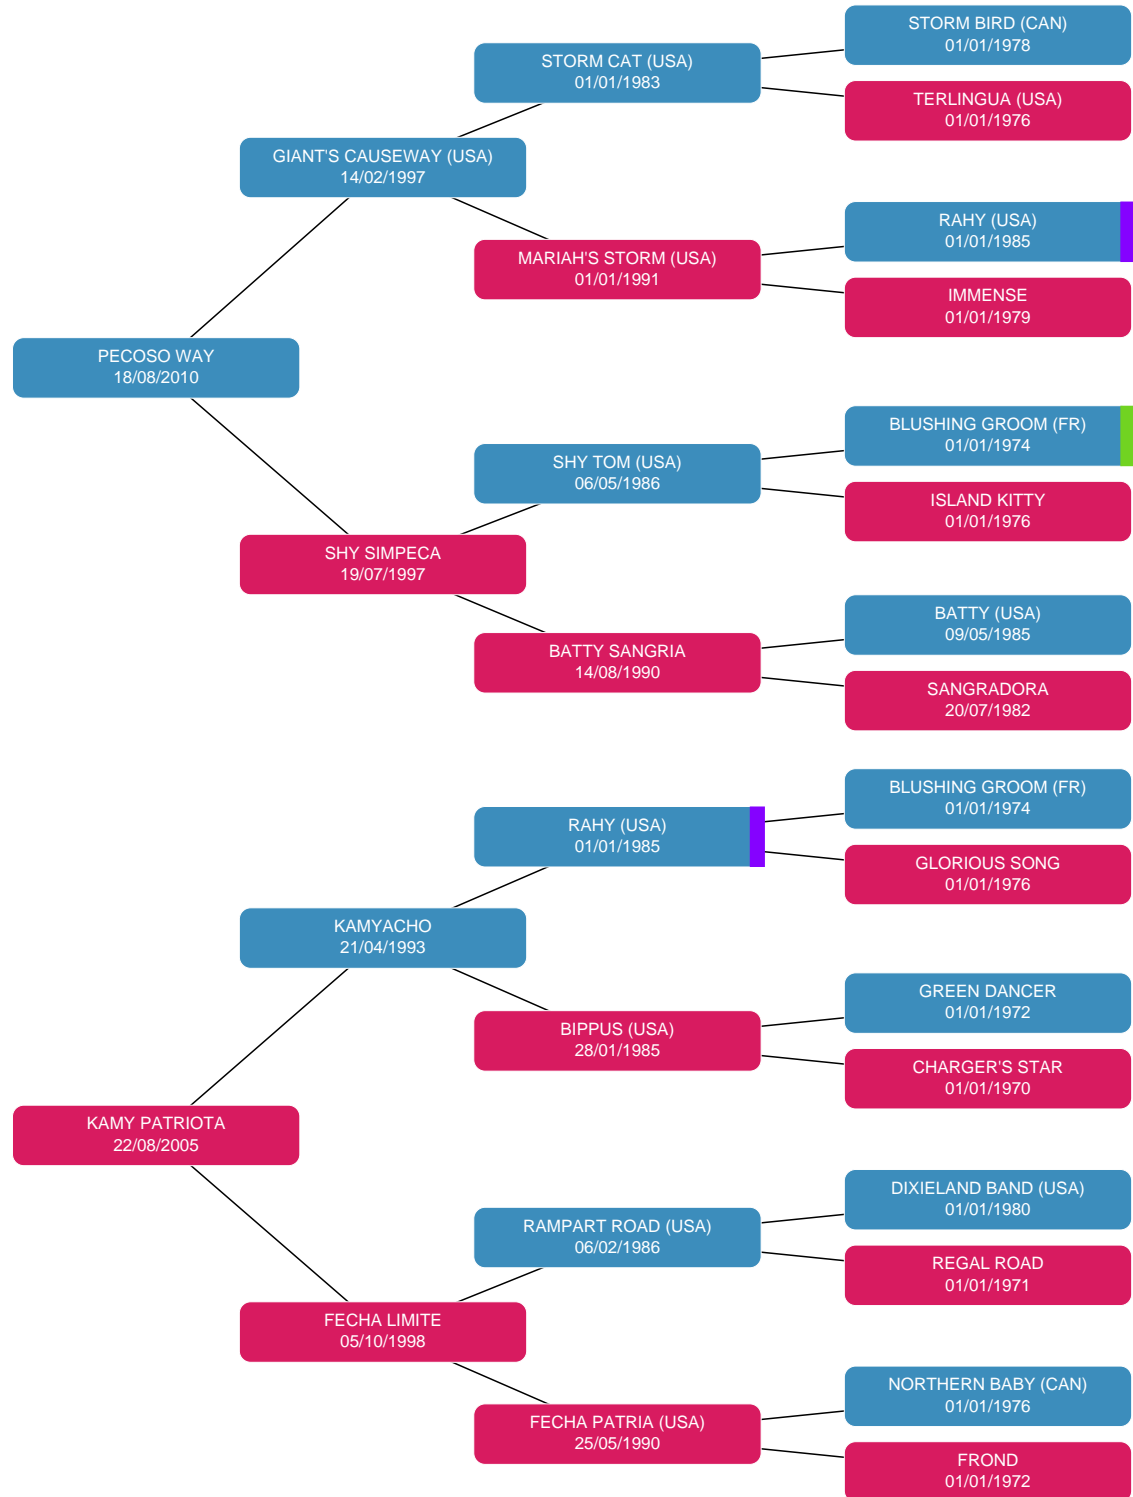 STORM BIRD (CAN)
01/01/1978
STORM CAT (USA)
01/01/1983
TERLINGUA (USA)
01/01/1976
GIANT'S CAUSEWAY (USA)
14/02/1997
RAHY (USA)
01/01/1985
MARIAH'S STORM (USA)
01/01/1991
IMMENSE
01/01/1979
PECOSO WAY
18/08/2010
BLUSHING GROOM (FR)
01/01/1974
SHY TOM (USA)
06/05/1986
ISLAND KITTY
01/01/1976
SHY SIMPECA
19/07/1997
BATTY (USA)
09/05/1985
BATTY SANGRIA
14/08/1990
SANGRADORA
20/07/1982
BLUSHING GROOM (FR)
01/01/1974
RAHY (USA)
01/01/1985
GLORIOUS SONG
01/01/1976
KAMYACHO
21/04/1993
GREEN DANCER
01/01/1972
BIPPUS (USA)
28/01/1985
CHARGER'S STAR
01/01/1970
KAMY PATRIOTA
22/08/2005
DIXIELAND BAND (USA)
01/01/1980
RAMPART ROAD (USA)
06/02/1986
REGAL ROAD
01/01/1971
FECHA LIMITE
05/10/1998
NORTHERN BABY (CAN)
01/01/1976
FECHA PATRIA (USA)
25/05/1990
FROND
01/01/1972